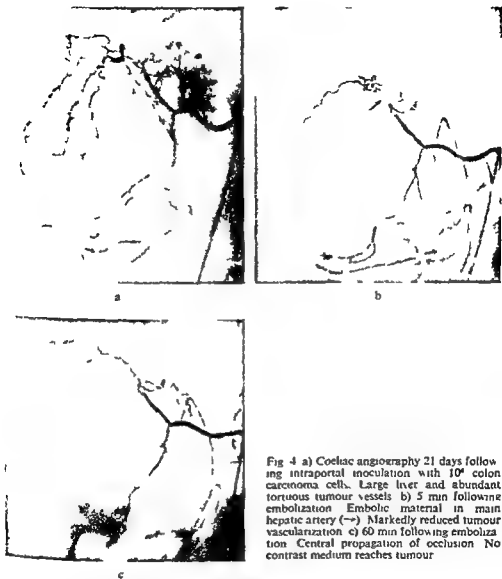 a
b
c
Fig 4 a) Coeliac angiography 21 days follow
ing intraportal inoculation with 10⁴ colon
carcinoma cells. Large liver and abundant
tortuous tumour vessels b) 5 min following
embolization Embolic material in main
hepatic artery (→) Markedly reduced tumour
vascularization c) 60 min following emboliza
tion Central propagation of occlusion No
contrast medium reaches tumour